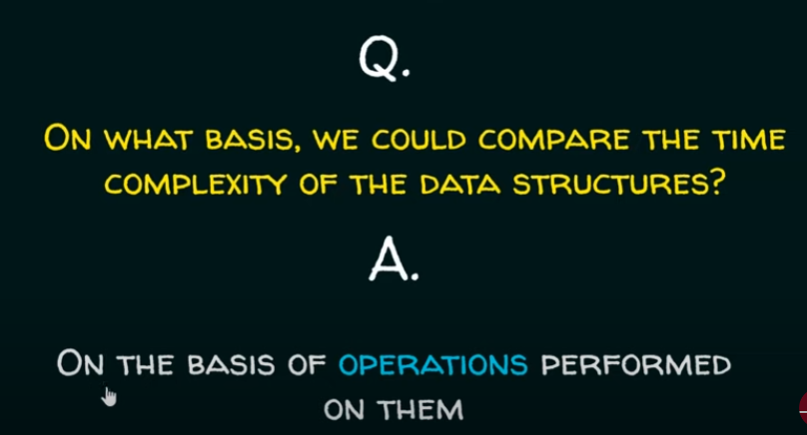 Q.
ON WHAT BASIS, WE COULD COMPARE THE TIME
COMPLEXITY OF THE DATA STRUCTURES?
A.
ON THE BASIS OF OPERATIONS PERFORMED
ON THEM